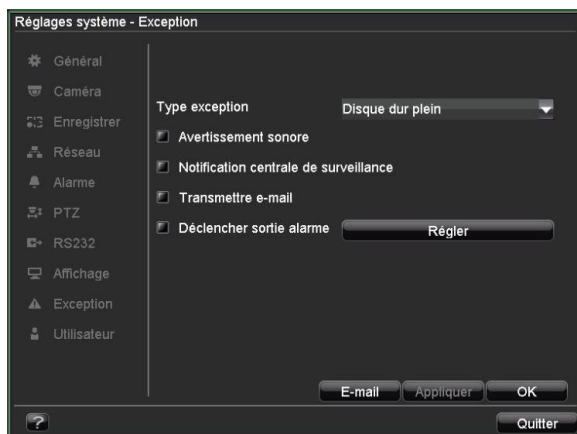 Réglages système - Exception
Général
Caméra
Enregistrer
Réseau
Alarme
PTZ
RS232
Affichage
Exception
Utilisateur
Type exception
Disque dur plein
Avertissement sonore
Notification centrale de surveillance
Transmettre e-mail
Déclencher sortie alarme
Régler
E-mail
Appliquer
OK
?
Quitter